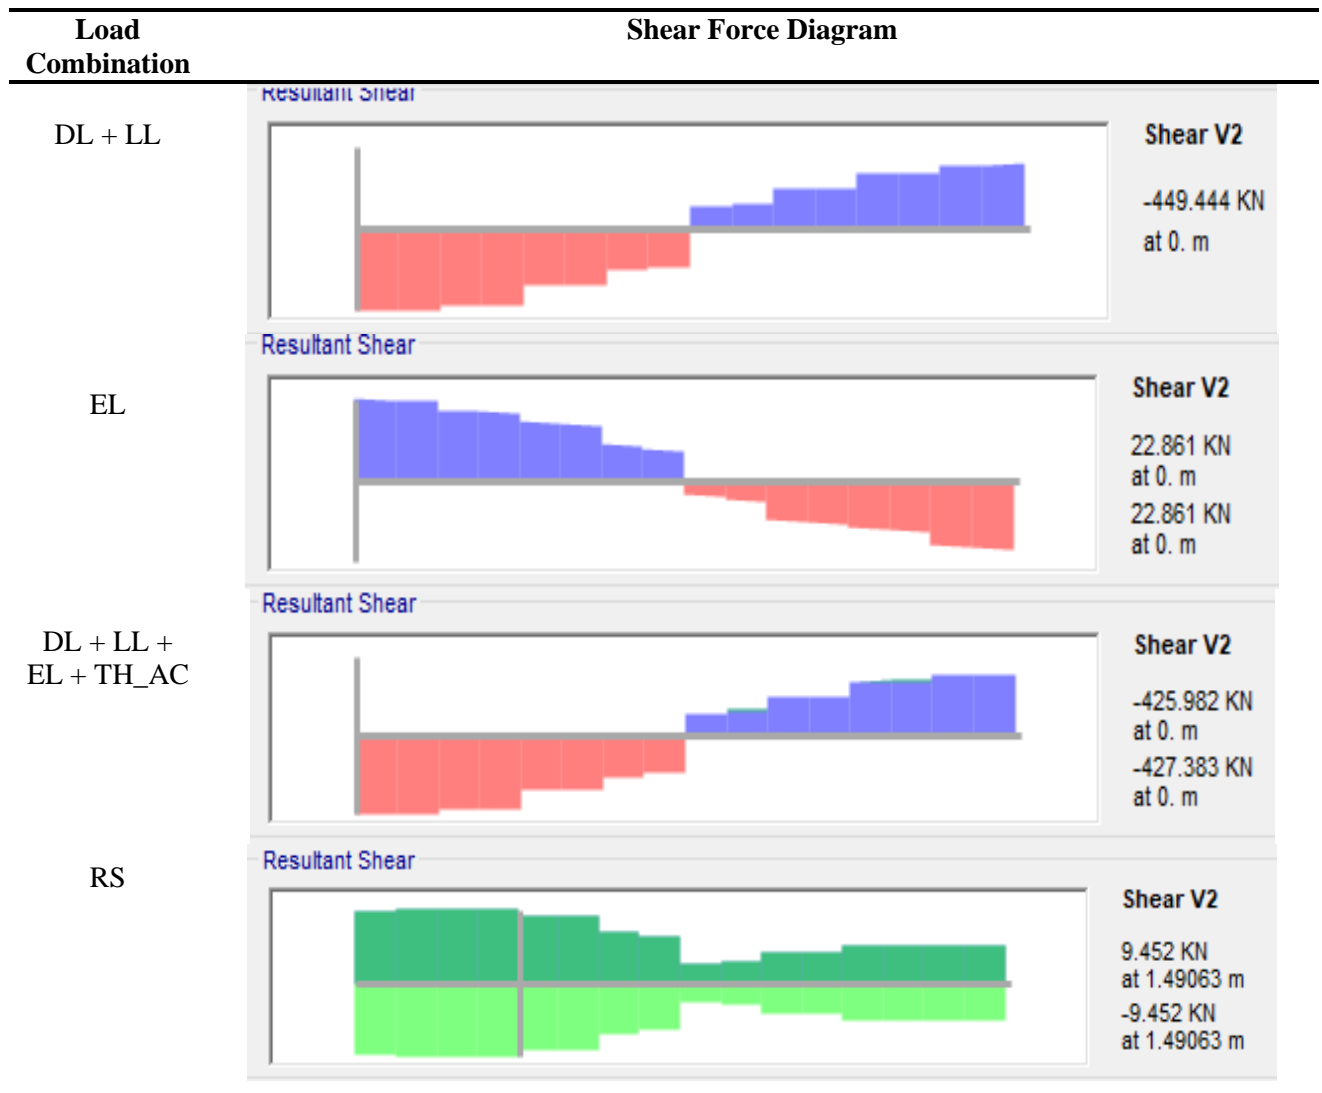 Load
Combination
Shear Force Diagram
DL + LL
Resultant Shear
Shear V2
-449.444 KN
at 0. m
EL
Resultant Shear
Shear V2
22.861 KN
at 0. m
22.861 KN
at 0. m
DL + LL +
EL + TH_AC
Resultant Shear
Shear V2
-425.982 KN
at 0. m
-427.383 KN
at 0. m
RS
Resultant Shear
Shear V2
9.452 KN
at 1.49063 m
-9.452 KN
at 1.49063 m